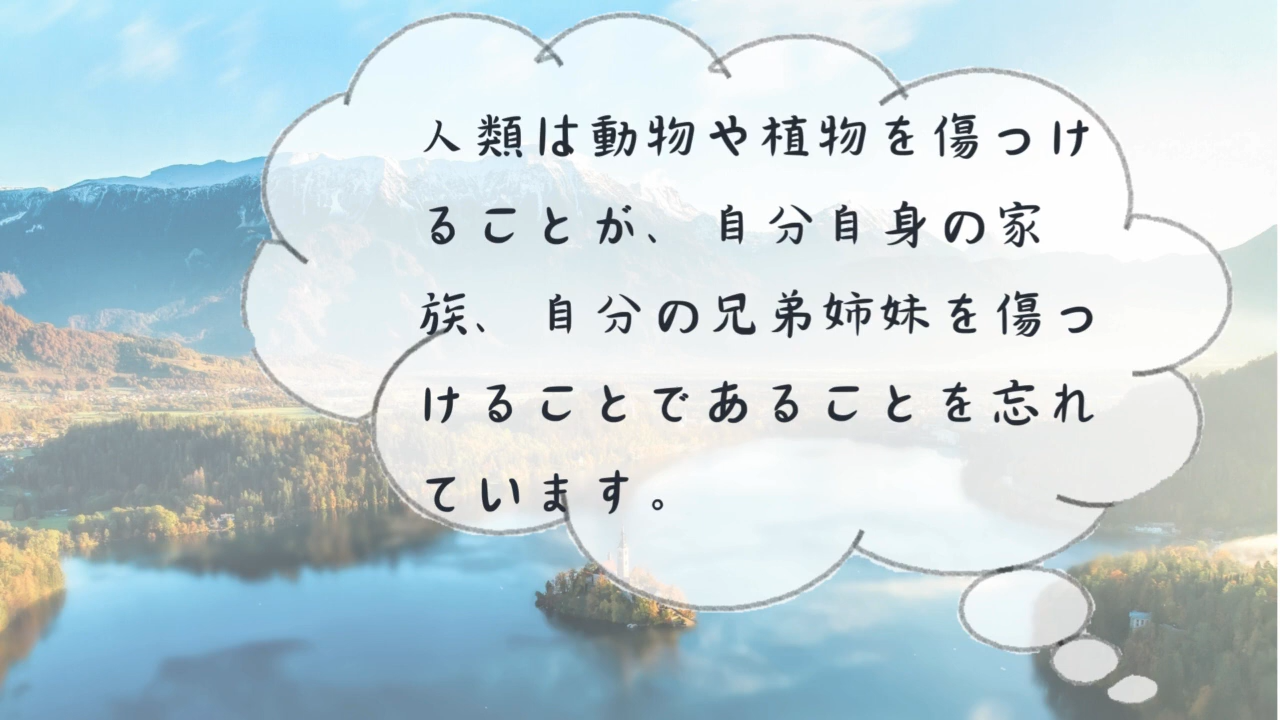 人類は動物や植物を傷つけ
ることが、自分自身の家
族、自分の兄弟姉妹を傷つ
けることであることを忘れ
ています。